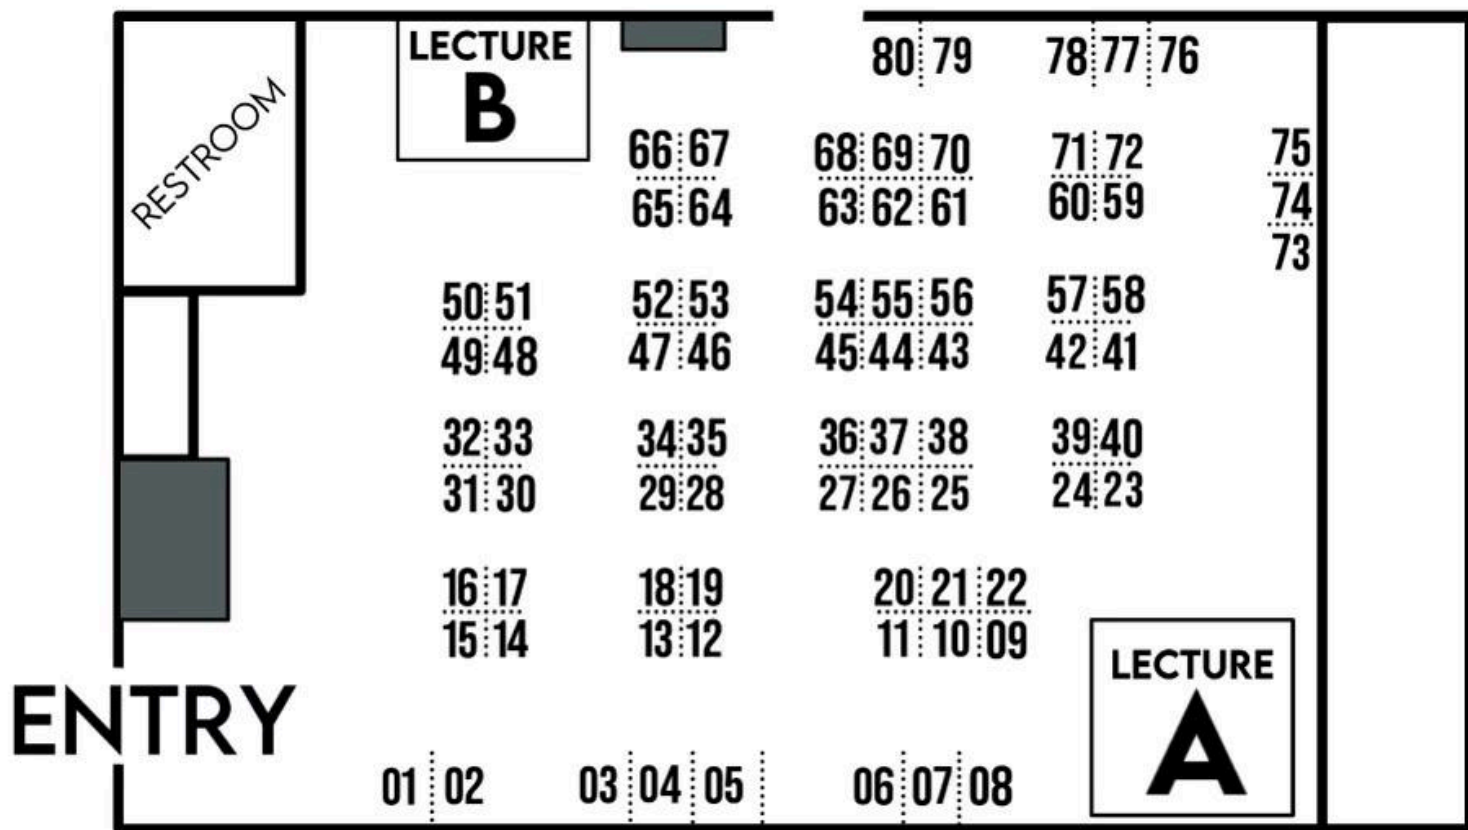 LECTURE
B
80 79 78 77 76
RESTROOM
66 67 68 69 70 71 72
75
65 64 63 62 61 60 59
74
73
50 51 52 53 54 55 56 57 58
49 48 47 46 45 44 43 42 41
32 33 34 35 36 37 38 39 40
31 30 29 28 27 26 25 24 23
16 17 18 19 20 21 22
15 14 13 12 11 10 09
LECTURE
A
ENTRY
01 02 03 04 05 06 07 08